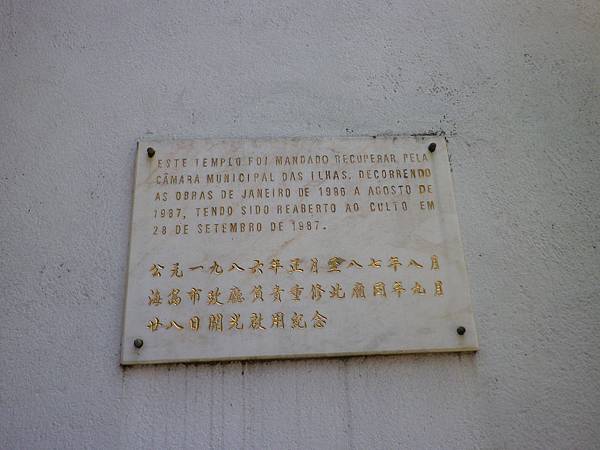 ESTE TEMPLO FOI MANDADO RECUPERAR PELA
CÂMARA MUNICIPAL DAS ILHAS, DECORRENDO
AS OBRAS DE JANEIRO DE 1986 A AGOSTO DE
1987, TENDO SIDO REABERTO AO CULTO EM
28 DE SETEMBRO DE 1987.
公元一九八六年正月至八七年八月
海島市政廳負責重修北廟同年九月
廿八日開光啟用紀念